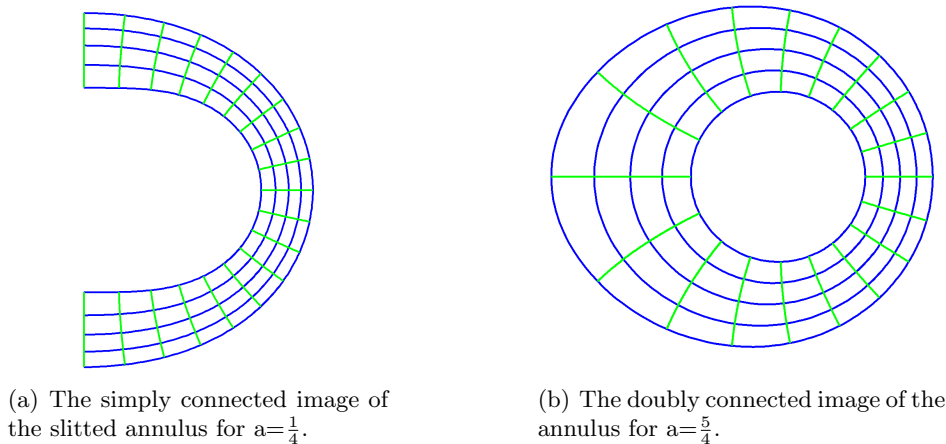 (a) The simply connected image of
the slitted annulus for a=1/4.
(b) The doubly connected image of the
annulus for a=5/4.